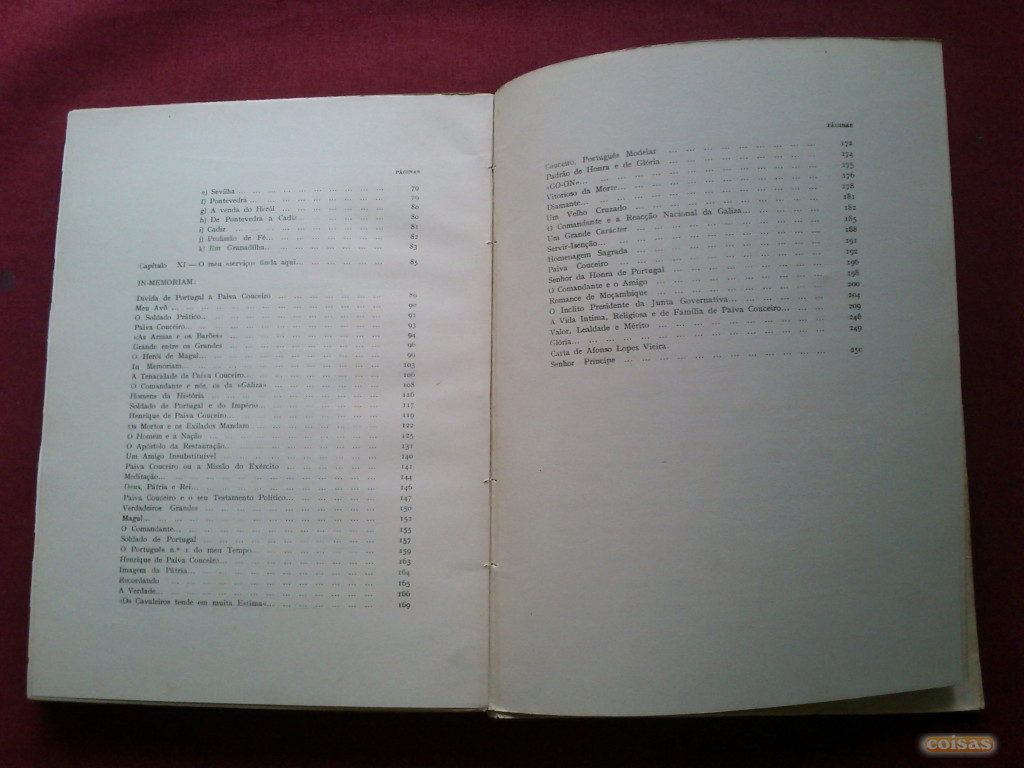 PÁGINAS
e) Sevilha ... 79
f) Pontevedra ... 79
g) A venda do Herói ... 80
h) De Pontevedra a Cadiz ... 80
i) Cadiz ... 81
j) Profissão de Fé ... 82
k) Em Granadilha ... 83
Capítulo XI — O meu «serviço» finda aqui ... 85
IN-MEMORIAM:
Dívida de Portugal a Paiva Couceiro ... 89
Meu Avô ... 90
O Soldado Prático ... 91
Paiva Couceiro ... 93
«As Armas e os Barões» ... 94
Grande entre os Grandes ... 96
O Herói de Magul ... 99
In Memoriam ... 103
A Tenacidade de Paiva Couceiro ... 106
O Comandante e nós, os da «Galiza» ... 108
Homens da História ... 116
Soldado de Portugal e do Império ... 117
Henrique de Paiva Couceiro ... 119
Os Mortos e os Exilados Mandam ... 122
O Homem e a Nação ... 125
O Apóstolo da Restauração ... 131
Um Amigo Insubstituível ... 140
Paiva Couceiro ou a Missão do Exército ... 141
Meditação ... 144
Deus, Pátria e Rei ... 146
Paiva Couceiro e o seu Testamento Político ... 147
Verdadeiros Grandes ... 150
Magul ... 152
O Comandante ... 155
Soldado de Portugal ... 157
O Português n.º 1 do meu Tempo ... 159
Henrique de Paiva Couceiro ... 163
Imagem da Pátria ... 164
Recordando ... 165
A Verdade ... 166
«Os Cavaleiros tende em muita Estima» ... 169
PÁGINAS
Couceiro, Português Modelar ... 172
Padrão de Honra e de Glória ... 174
«GO-ON» ... 175
Vitorioso da Morte ... 176
Diamante ... 178
Um Velho Cruzado ... 181
O Comandante e a Reacção Nacional da Galiza ... 182
Um Grande Carácter ... 185
Servir-Isenção ... 188
Homenagem Sagrada ... 191
Paiva Couceiro ... 192
Senhor da Honra de Portugal ... 196
O Comandante e o Amigo ... 198
Romance de Moçambique ... 200
O Inclito Presidente da Junta Governativa ... 204
A Vida Intima, Religiosa e de Família de Paiva Couceiro ... 209
Valor, Lealdade e Mérito ... 248
Glória ... 249
Carta de Afonso Lopes Vieira.
Senhor Príncipe ... 250
coisas